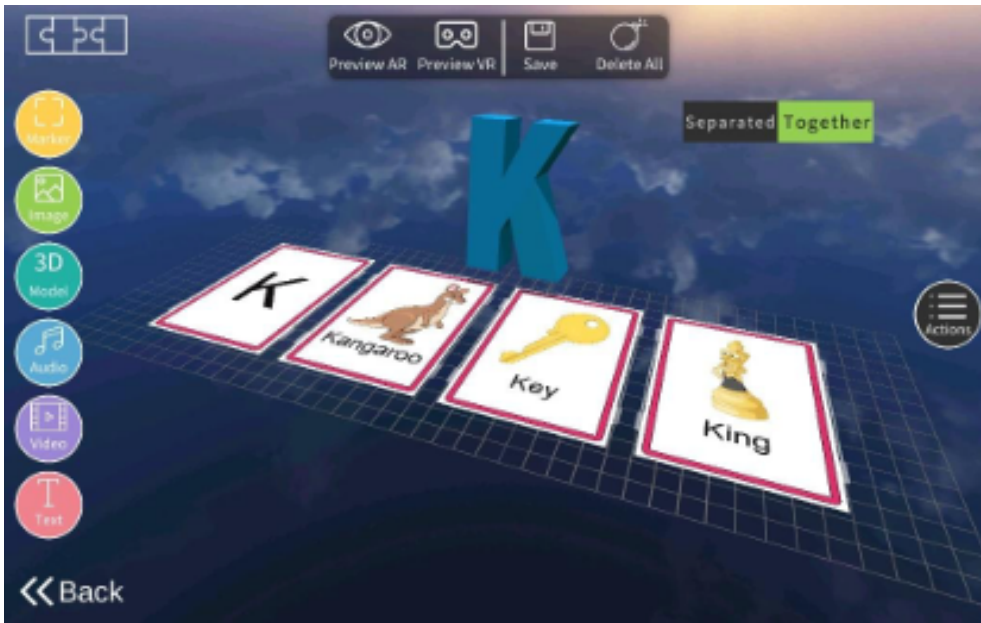 Preview AR Preview VR Save Delete All
Separated Together
Marker
Image
3D
Model
Audio
Video
T
Text
K
K
Kangaroo
Key
King
Actions
Back